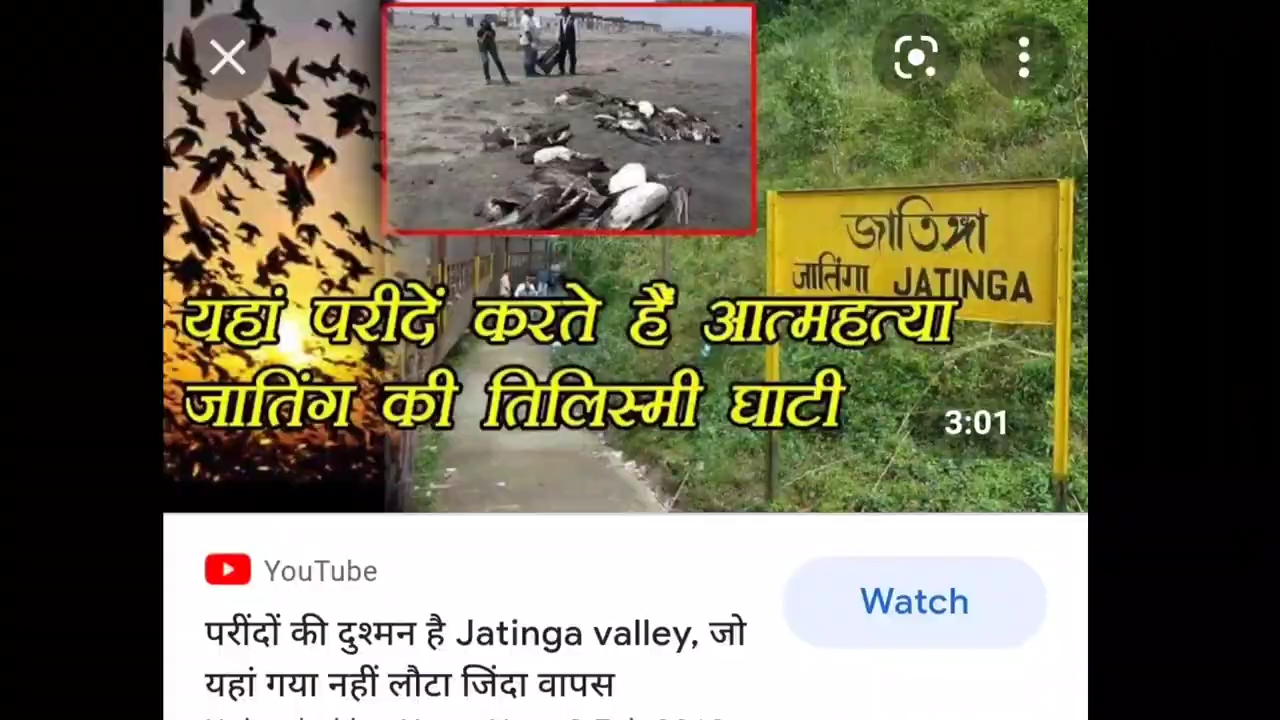 জাতিঙ্গা
जातिंगा JATINGA
यहां परीदें करते हैं आत्महत्या
जातिंग की तिलिस्मी घाटी
3:01
YouTube
Watch
परींदों की दुश्मन है Jatinga valley, जो
यहां गया नहीं लौटा जिंदा वापस